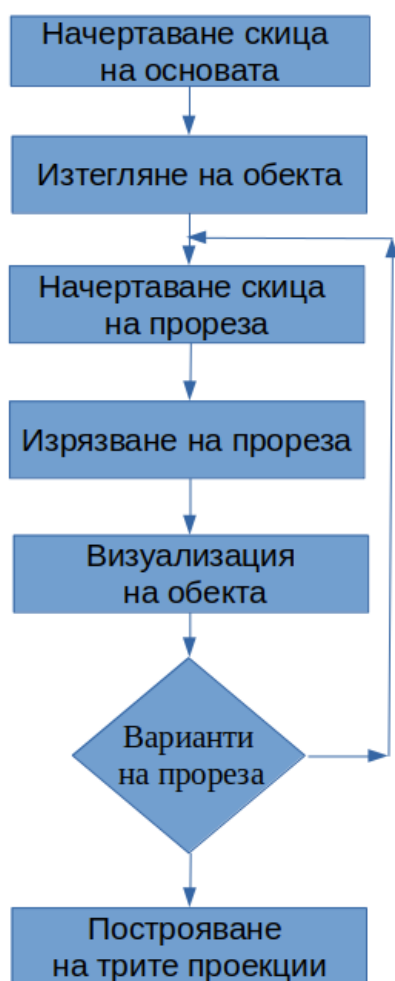 Начертаване скица
на основата
Изтегляне на обекта
Начертаване скица
на прореза
Изрязване на прореза
Визуализация
на обекта
Варианти
на прореза
Построяване
на трите проекции